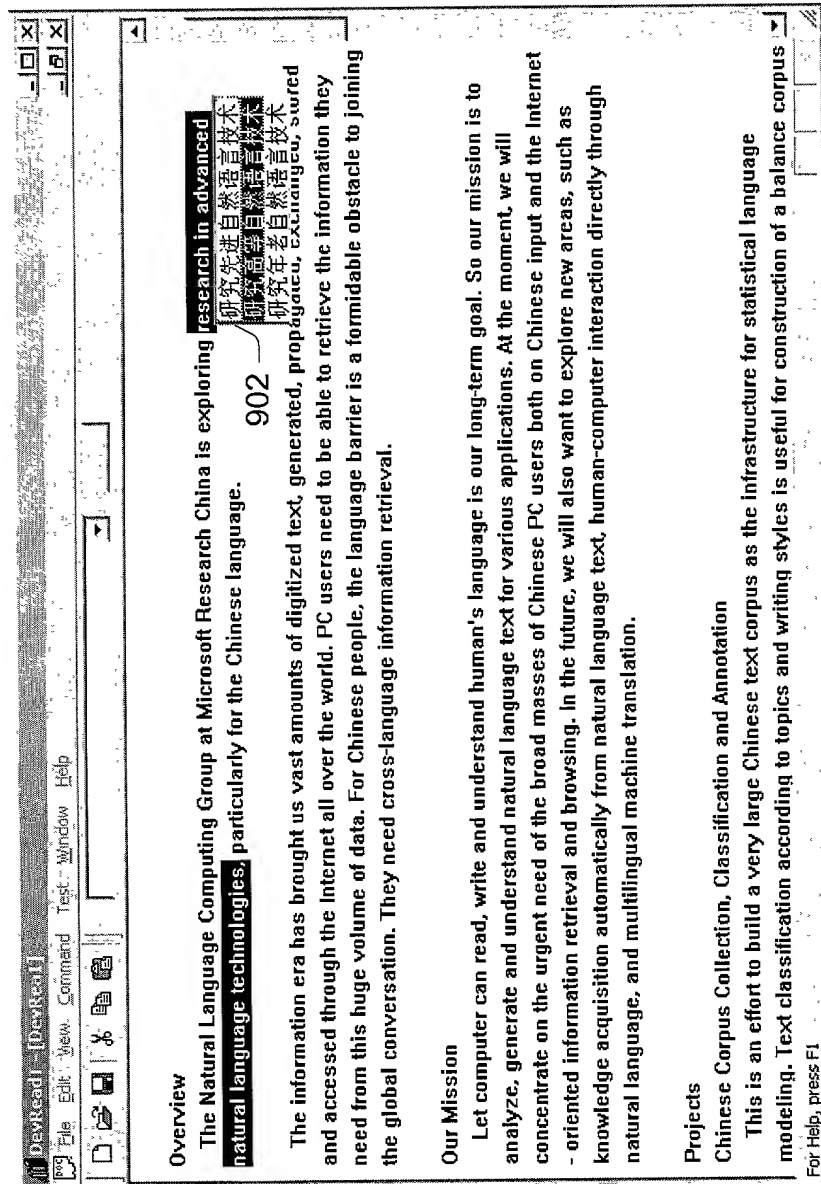 DevRead1 - [DevRead1]
File Edit View Command Test Window Help
Overview
The Natural Language Computing Group at Microsoft Research China is exploring research in advanced
natural language technologies, particularly for the Chinese language.
研究先进自然语言技术
研究高等自然语言技术
研究年老自然语言技术
902
The information era has brought us vast amounts of digitized text, generated, propagated, exchanged, stored
and accessed through the Internet all over the world. PC users need to be able to retrieve the information they
need from this huge volume of data. For Chinese people, the language barrier is a formidable obstacle to joining
the global conversation. They need cross-language information retrieval.
Our Mission
Let computer can read, write and understand human's language is our long-term goal. So our mission is to
analyze, generate and understand natural language text for various applications. At the moment, we will
concentrate on the urgent need of the broad masses of Chinese PC users both on Chinese input and the Internet
- oriented information retrieval and browsing. In the future, we will also want to explore new areas, such as
knowledge acquisition automatically from natural language text, human-computer interaction directly through
natural language, and multilingual machine translation.
Projects
Chinese Corpus Collection, Classification and Annotation
This is an effort to build a very large Chinese text corpus as the infrastructure for statistical language
modeling. Text classification according to topics and writing styles is useful for construction of a balance corpus
For Help, press F1